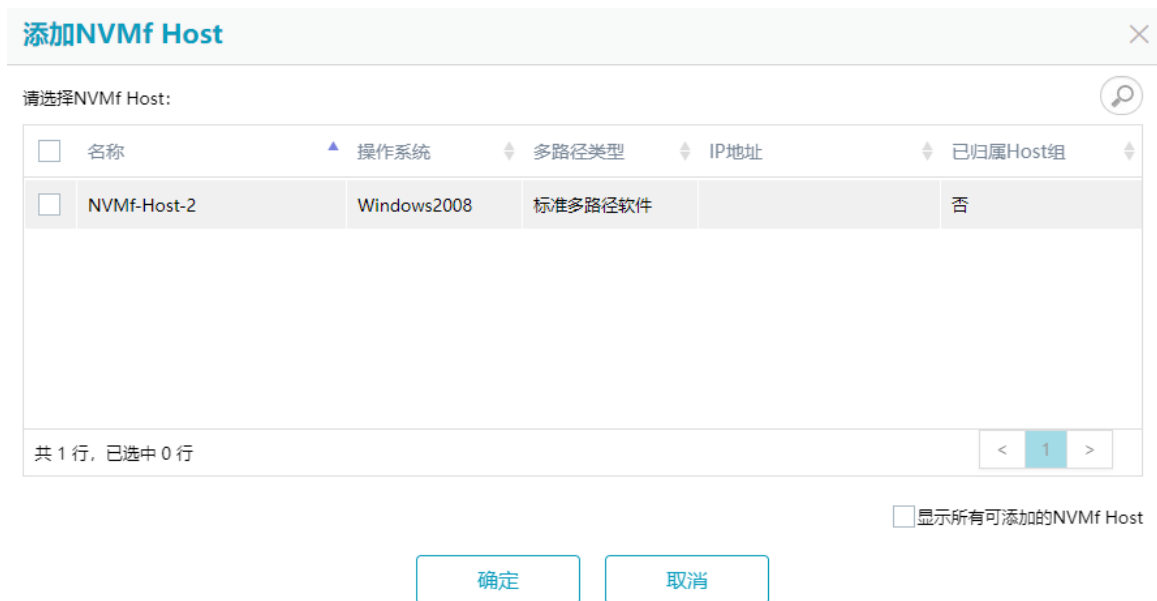 添加NVMf Host
请选择NVMf Host:
名称 操作系统 多路径类型 IP地址 已归属Host组
NVMf-Host-2 Windows2008 标准多路径软件 否
共 1 行，已选中 0 行 < 1 >
显示所有可添加的NVMf Host
确定 取消